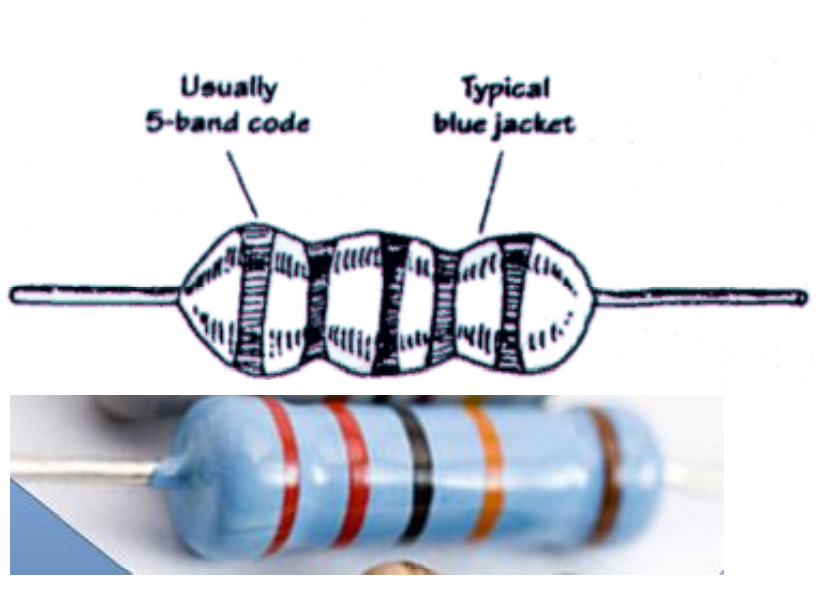 Usually
5-band code
Typical
blue jacket